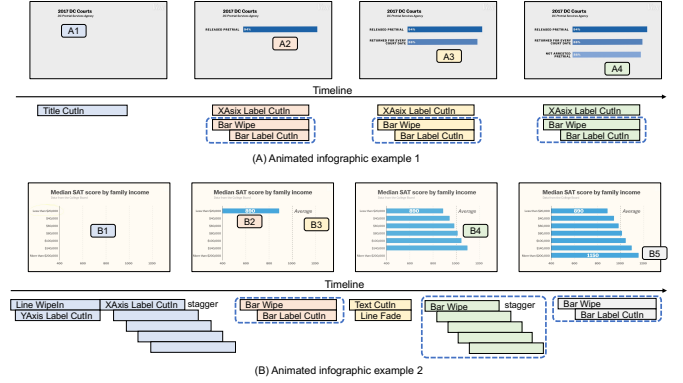 2017 DC Courts
DC Pretrial Services Agency
A1
2017 DC Courts
DC Pretrial Services Agency
RELEASED PRETRIAL
94%
A2
2017 DC Courts
DC Pretrial Services Agency
RELEASED PRETRIAL
RETURNED FOR EVERY
COURT DATE
A3
2017 DC Courts
DC Pretrial Services Agency
RELEASED PRETRIAL
RETURNED FOR EVERY
COURT DATE
NOT ARRESTED
PRETRIAL
A4
Timeline
Title CutIn
XAsix Label CutIn
Bar Wipe
Bar Label CutIn
XAsix Label CutIn
Bar Wipe
Bar Label CutIn
XAsix Label CutIn
Bar Wipe
Bar Label CutIn
(A) Animated infographic example 1
Median SAT score by family income
B1
Median SAT score by family income
890
Average
B2
B3
Median SAT score by family income
890
Average
B4
Median SAT score by family income
890
Average
1150
B5
Timeline
Line WipeIn
YAxis Label CutIn
XAxis Label CutIn
stagger
Bar Wipe
Bar Label CutIn
Text CutIn
Line Fade
Bar Wipe
stagger
Bar Wipe
Bar Label CutIn
(B) Animated infographic example 2